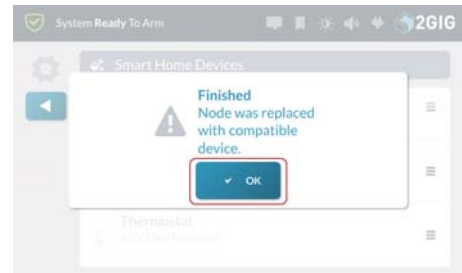 System Ready To Arm
2GIG
Smart Home Devices
Finished
Node was replaced
with compatible
device.
OK
Thermostat